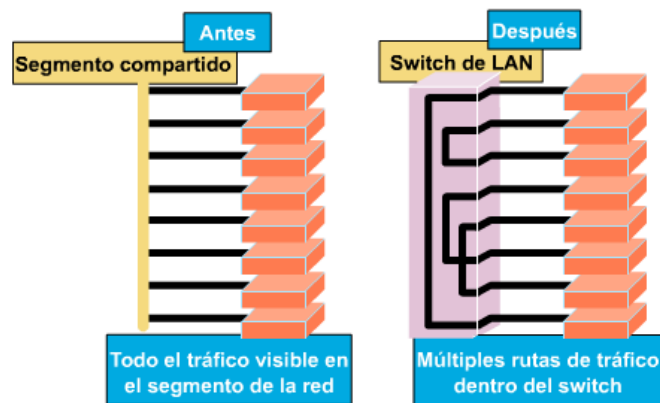 Antes
Segmento compartido
Todo el tráfico visible en
el segmento de la red
Después
Switch de LAN
Múltiples rutas de tráfico
dentro del switch